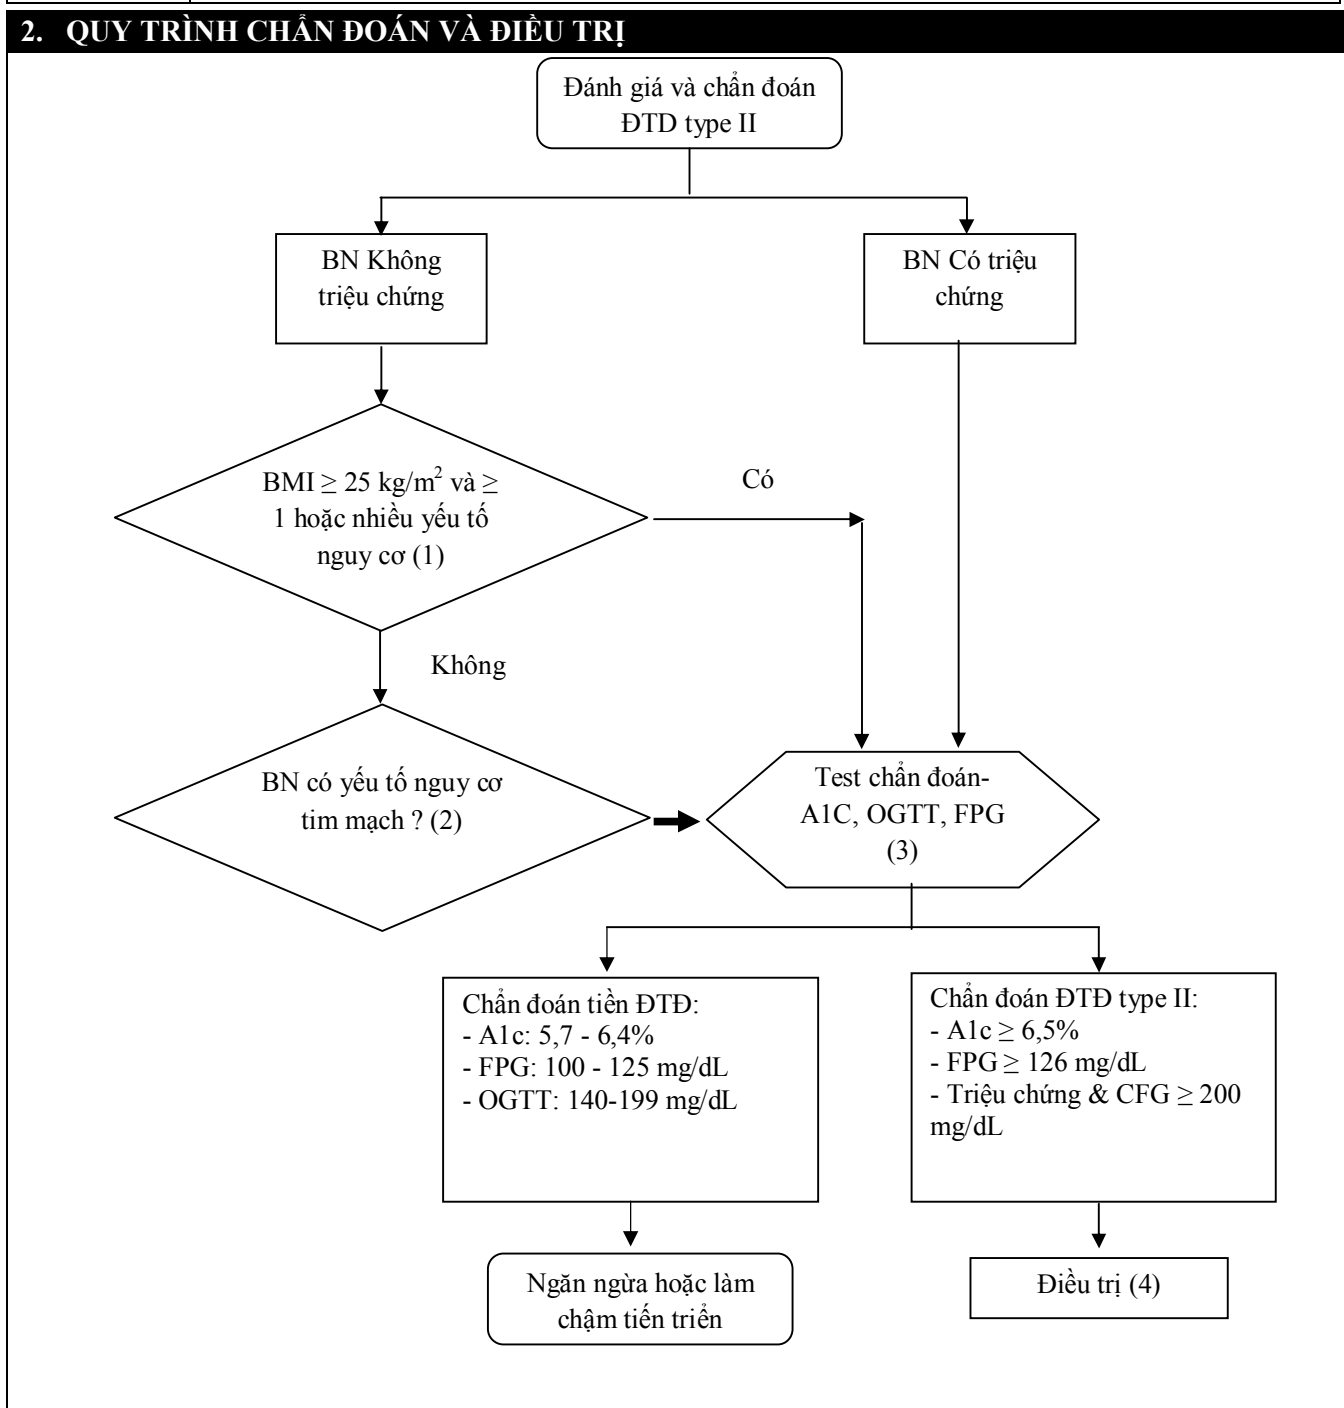 2. QUY TRÌNH CHẨN ĐOÁN VÀ ĐIỀU TRỊ
Đánh giá và chẩn đoán
ĐTD type II
BN Không
triệu chứng
BN Có triệu
chứng
BMI ≥ 25 kg/m² và ≥
1 hoặc nhiều yếu tố
nguy cơ (1)
Có
Không
BN có yếu tố nguy cơ
tim mạch ? (2)
Test chẩn đoán-
A1C, OGTT, FPG
(3)
Chẩn đoán tiền ĐTĐ:
- A1c: 5,7 - 6,4%
- FPG: 100 - 125 mg/dL
- OGTT: 140-199 mg/dL
Chẩn đoán ĐTĐ type II:
- A1c ≥ 6,5%
- FPG ≥ 126 mg/dL
- Triệu chứng & CFG ≥ 200
mg/dL
Ngăn ngừa hoặc làm
chậm tiến triển
Điều trị (4)